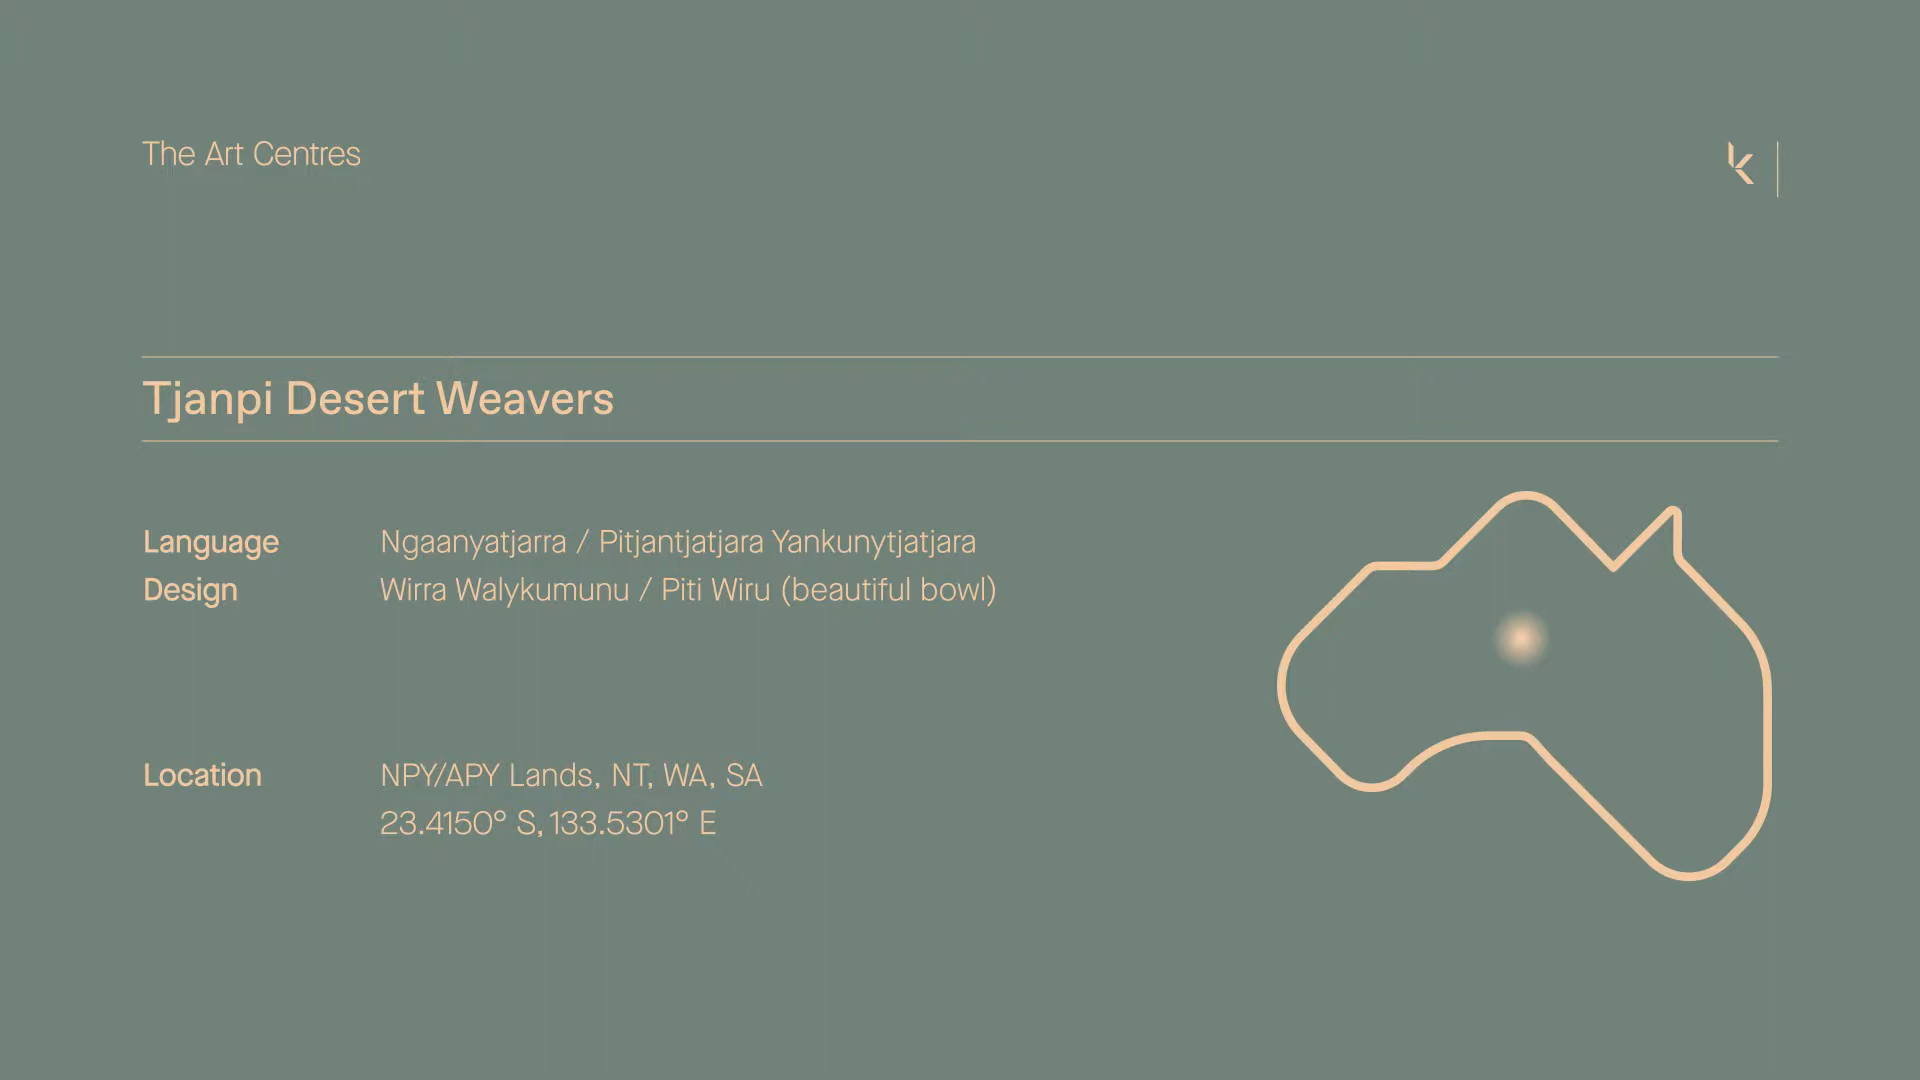 The Art Centres
k
Tjanpi Desert Weavers
Language Ngaanyatjarra / Pitjantjatjara Yankunytjatjara
Design Wirra Walykumunu / Piti Wiru (beautiful bowl)
Location NPY/APY Lands, NT, WA, SA
23.4150° S, 133.5301° E